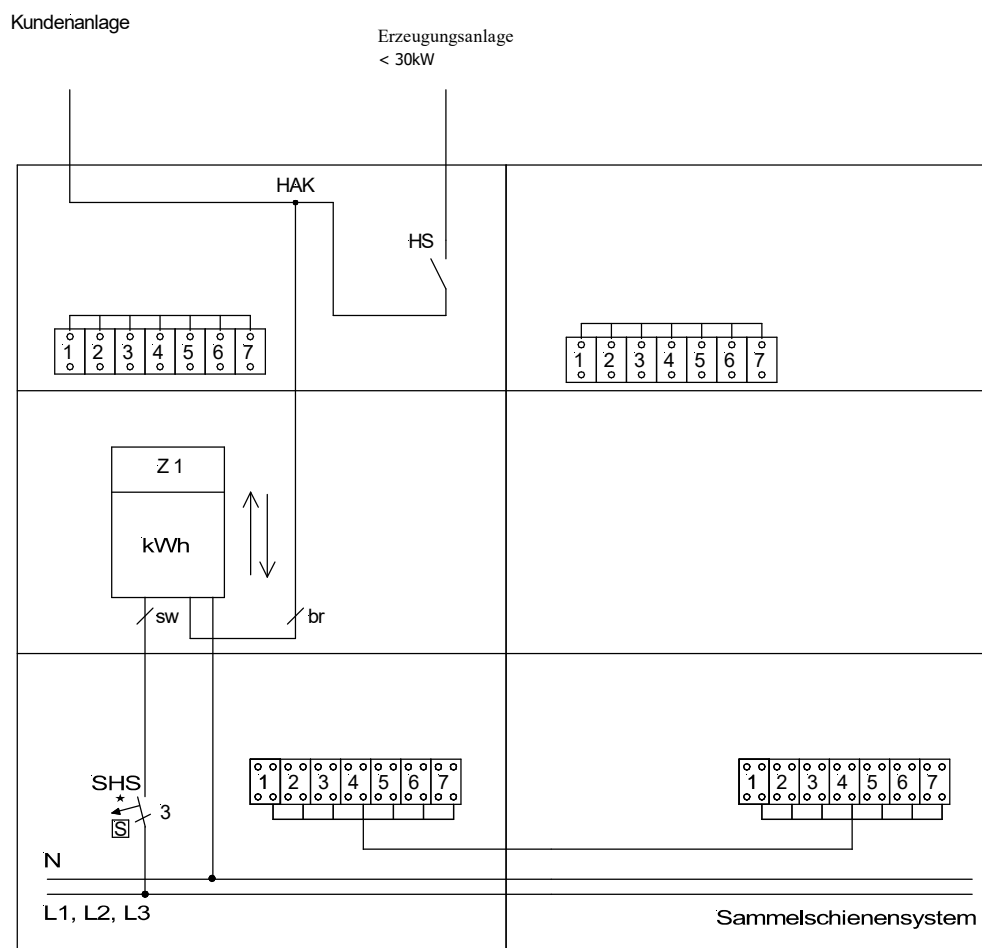 Kundenanlage
Erzeugungsanlage
< 30kW
HAK
HS
1 2 3 4 5 6 7
1 2 3 4 5 6 7
Z 1
kWh
sw
br
SHS
★
S
3
1 2 3 4 5 6 7
1 2 3 4 5 6 7
N
L1, L2, L3
Sammelschienensystem